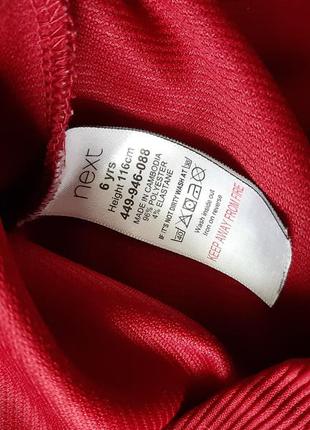 next
6 yrs
Height 116cm
449-946-088
MADE IN CAMBODIA
96% POLYESTER
4% ELASTANE
IF IT'S NOT DIRTY WASH AT
40
Wash inside out
Iron on reverse
KEEP AWAY FROM FIRE